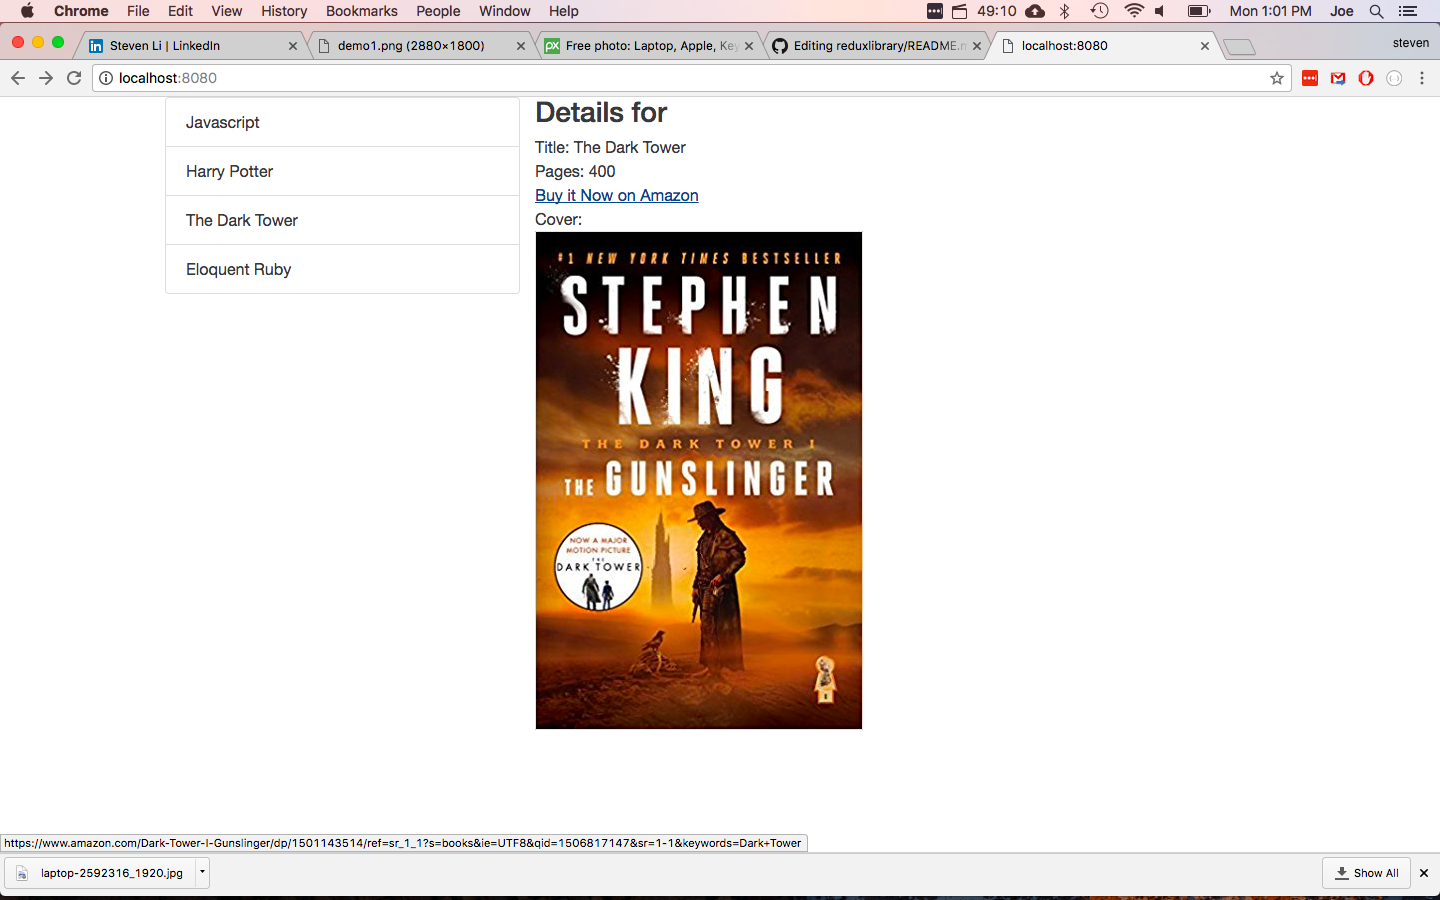 Chrome File Edit View History Bookmarks People Window Help 49:10 Mon 1:01 PM Joe
Steven Li | LinkedIn
demo1.png (2880×1800)
Free photo: Laptop, Apple, Key
Editing reduxlibrary/README.m
localhost:8080
steven
localhost:8080
Javascript
Harry Potter
The Dark Tower
Eloquent Ruby
Details for
Title: The Dark Tower
Pages: 400
Buy it Now on Amazon
Cover:
#1 NEW YORK TIMES BESTSELLER
STEPHEN
KING
THE DARK TOWER I
THE GUNSLINGER
NOW A MAJOR
MOTION PICTURE
THE
DARK TOWER
https://www.amazon.com/Dark-Tower-I-Gunslinger/dp/1501143514/ref=sr_1_1?s=books&ie=UTF8&qid=1506817147&sr=1-1&keywords=Dark+Tower
laptop-2592316_1920.jpg
Show All